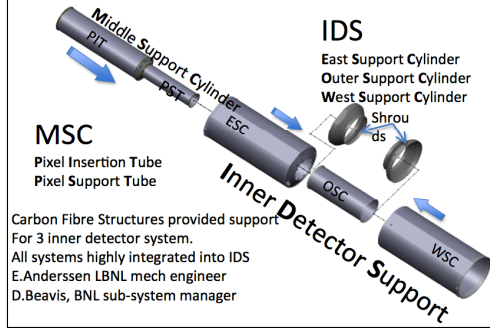 PIT
Middle Support Cylinder
PST
ESC
IDS
East Support Cylinder
Outer Support Cylinder
West Support Cylinder
Shrou
ds
MSC
Pixel Insertion Tube
Pixel Support Tube
Inner Detector Support
OSC
WSC
Carbon Fibre Structures provided support
For 3 inner detector system.
All systems highly integrated into IDS
E.Anderssen LBNL mech engineer
D.Beavis, BNL sub-system manager